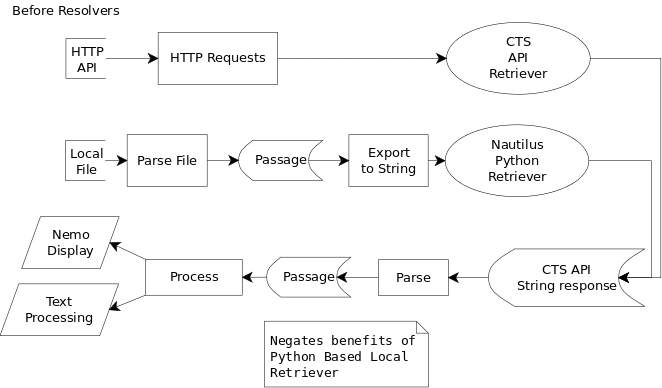 Before Resolvers
HTTP
API
HTTP Requests
CTS
API
Retriever
Local
File
Parse File
Passage
Export
to String
Nautilus
Python
Retriever
Nemo
Display
Text
Processing
Process
Passage
Parse
CTS API
String response
Negates benefits of
Python Based Local
Retriever